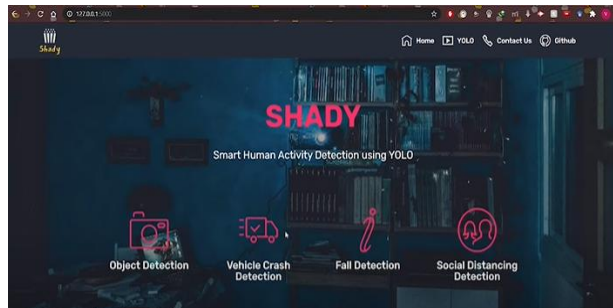 127.0.0.1:5000
Shady
Home
YOLO
Contact Us
Github
SHADY
Smart Human Activity Detection using YOLO
Object Detection
Vehicle Crash
Detection
Fall Detection
Social Distancing
Detection